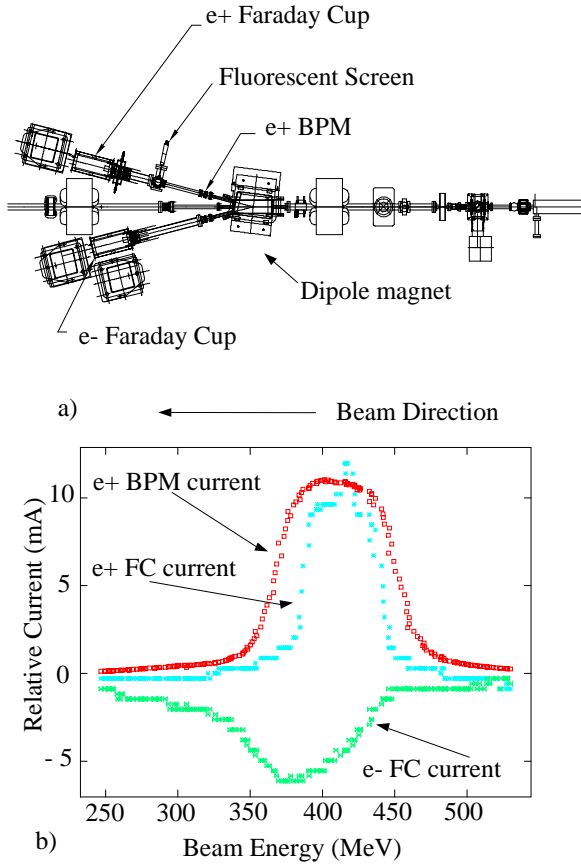 e+ Faraday Cup
Fluorescent Screen
e+ BPM
Dipole magnet
e- Faraday Cup
a)
Beam Direction
10
5
0
- 5
Relative Current (mA)
e+ BPM current
e+ FC current
e- FC current
250 300 350 400 450 500
b)
Beam Energy (MeV)